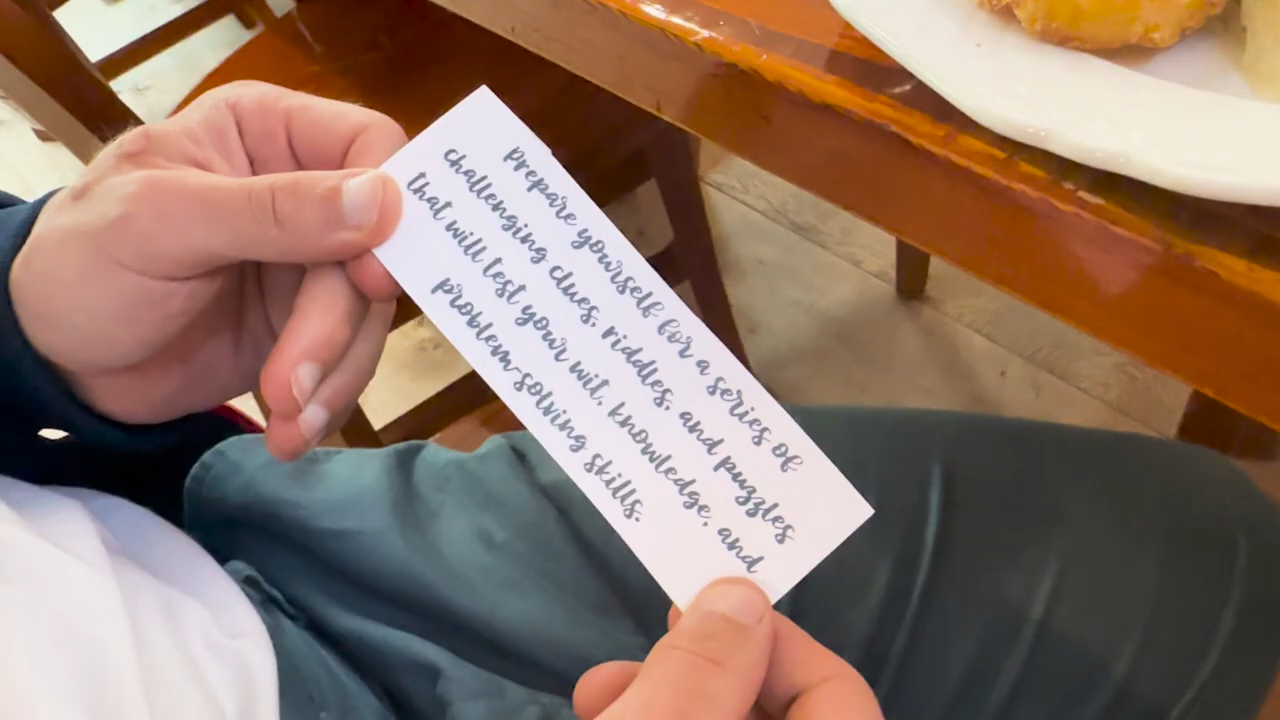 prepare yourself for a series of
challenging clues, riddles, and puzzles
that will test your wit, knowledge, and
problem-solving skills.